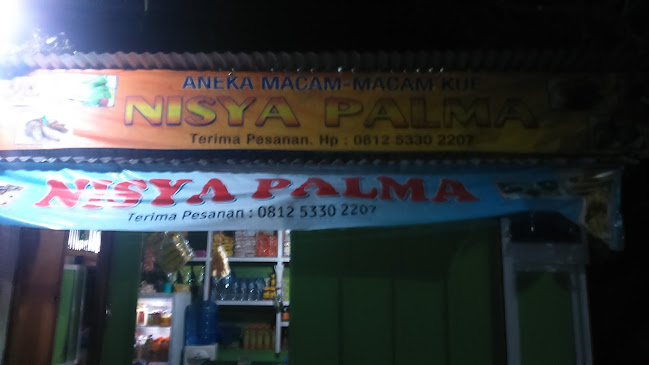 ANEKA MACAM-MACAM KUE
NISYA PALMA
Terima Pesanan. Hp : 0812 5330 2207
NISYA PALMA
Terima Pesanan : 0812 5330 2207